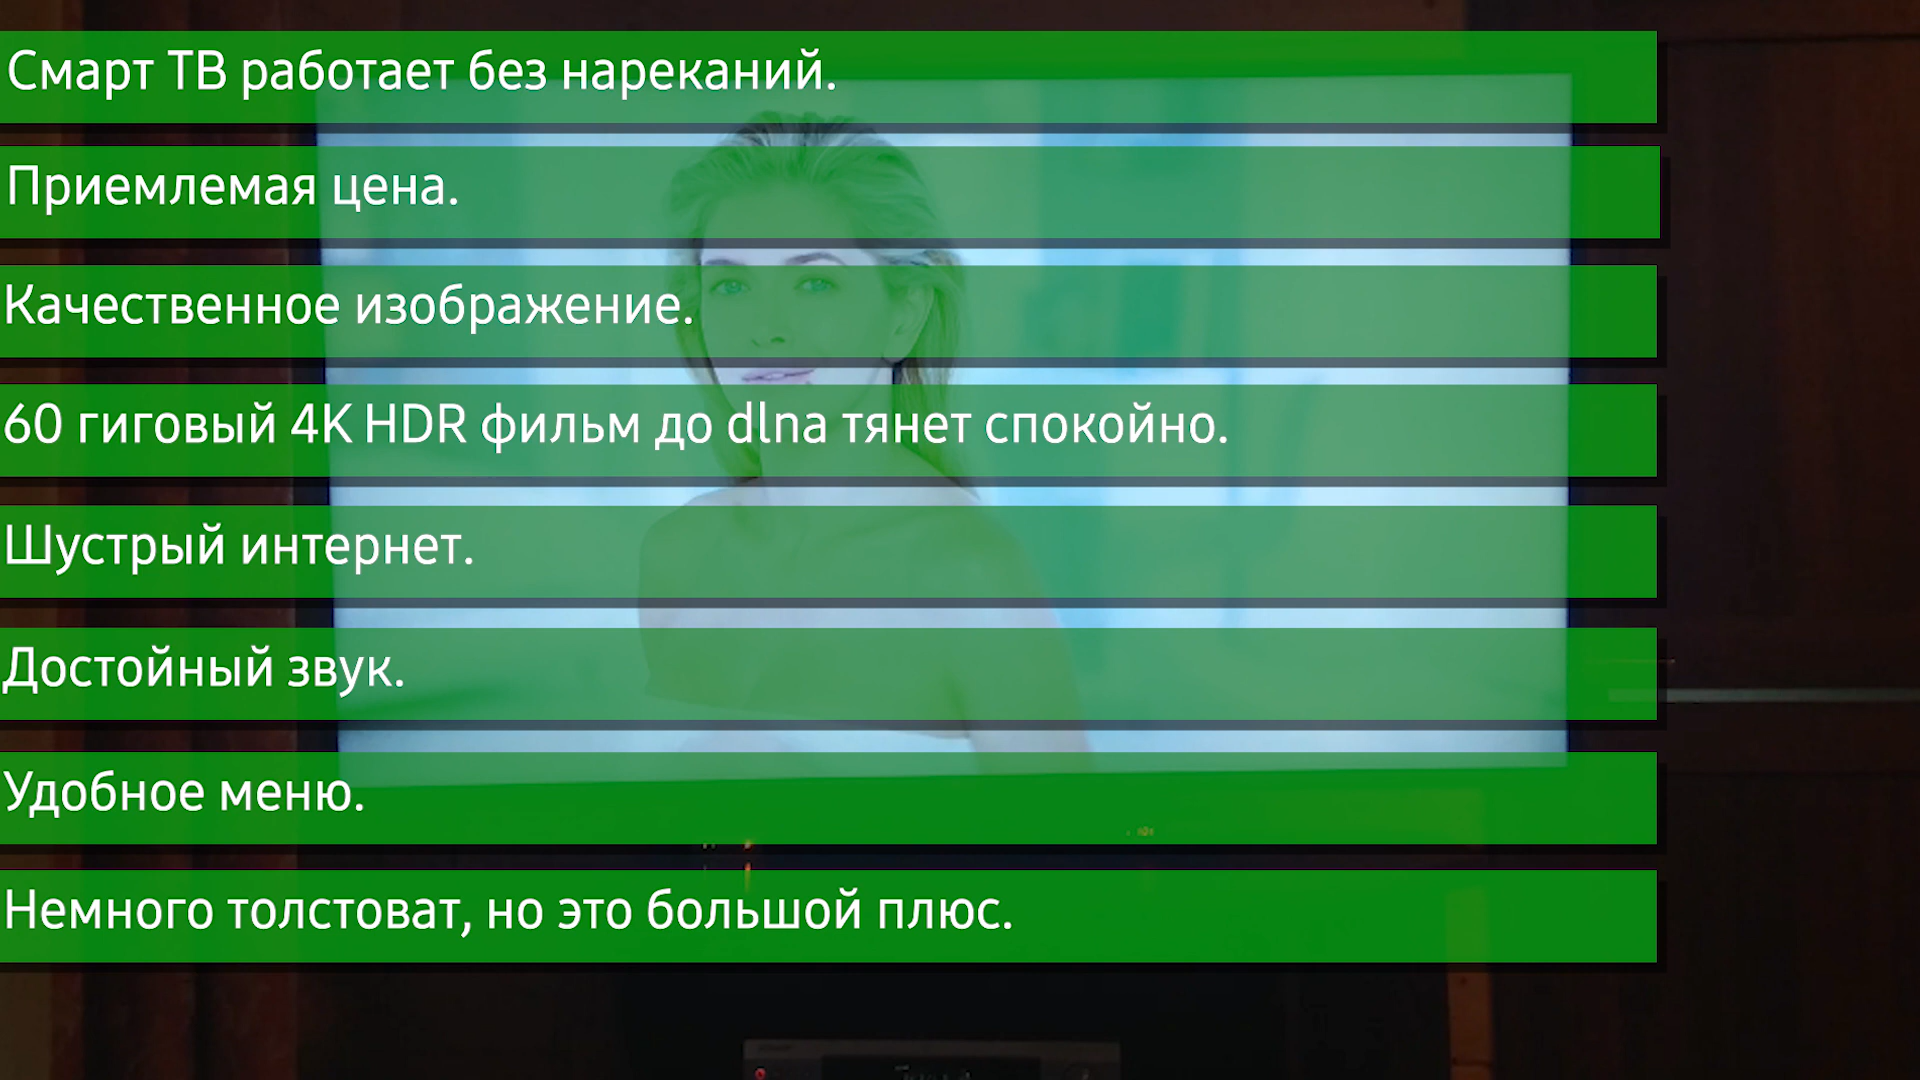 Смарт ТВ работает без нареканий.
Приемлемая цена.
Качественное изображение.
60 гиговый 4K HDR фильм до dlna тянет спокойно.
Шустрый интернет.
Достойный звук.
Удобное меню.
Немного толстоват, но это большой плюс.